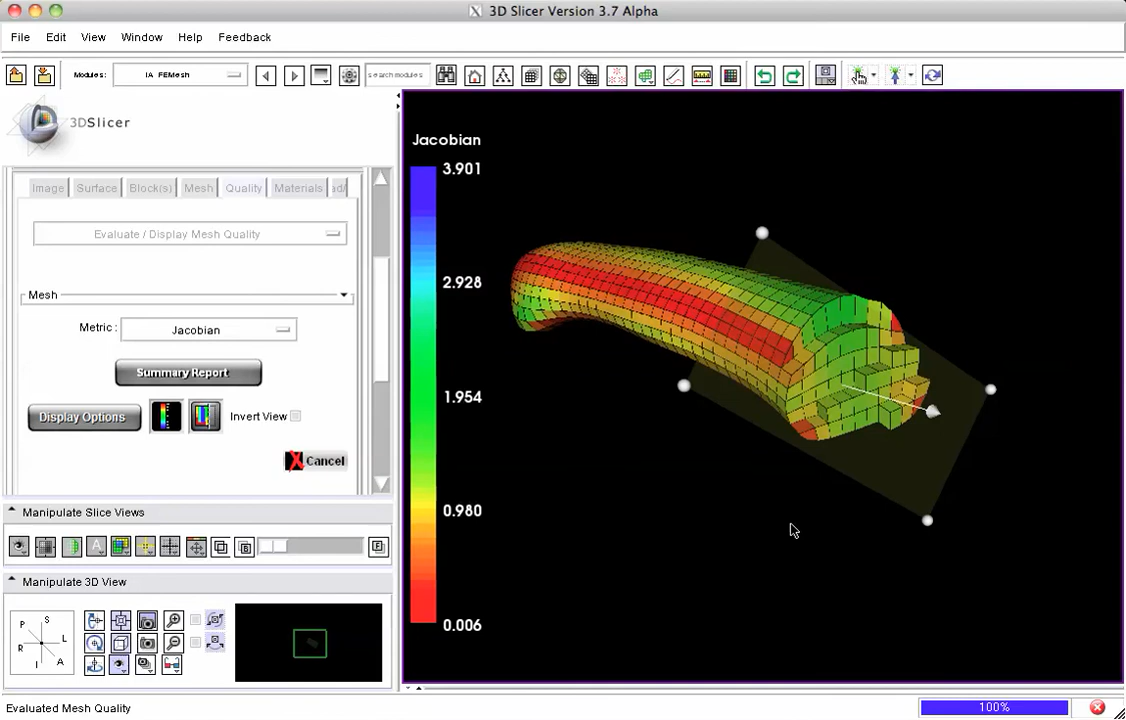 3D Slicer Version 3.7 Alpha
File Edit View Window Help Feedback
Modules: IA FEMesh search modules
3DSlicer
Image Surface Block(s) Mesh Quality Materials ad/
Evaluate / Display Mesh Quality
Mesh
Metric : Jacobian
Summary Report
Display Options Invert View
Cancel
Manipulate Slice Views
A B F
Manipulate 3D View
P S
R L
I A
Evaluated Mesh Quality
Jacobian
3.901
2.928
1.954
0.980
0.006
100%